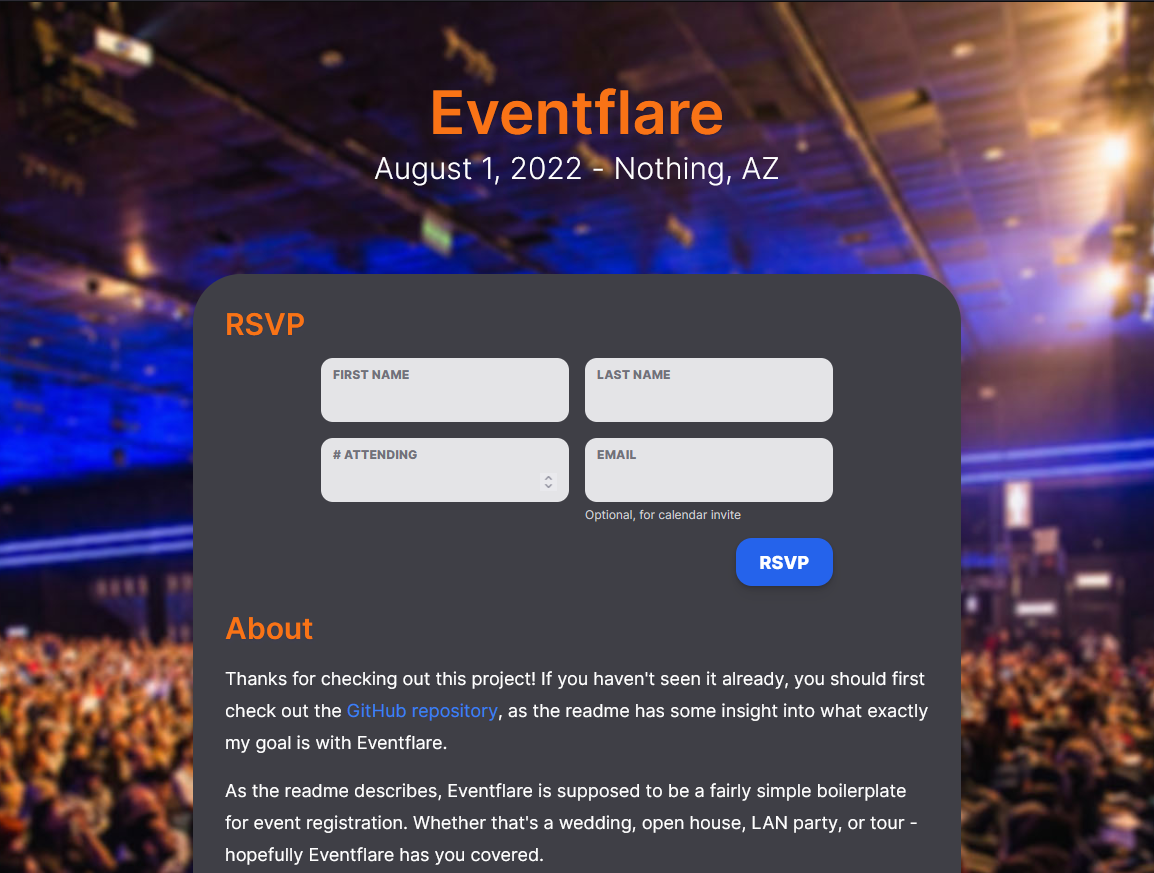 Eventflare
August 1, 2022 - Nothing, AZ
RSVP
FIRST NAME
LAST NAME
# ATTENDING
EMAIL
Optional, for calendar invite
RSVP
About
Thanks for checking out this project! If you haven't seen it already, you should first
check out the GitHub repository, as the readme has some insight into what exactly
my goal is with Eventflare.
As the readme describes, Eventflare is supposed to be a fairly simple boilerplate
for event registration. Whether that's a wedding, open house, LAN party, or tour -
hopefully Eventflare has you covered.